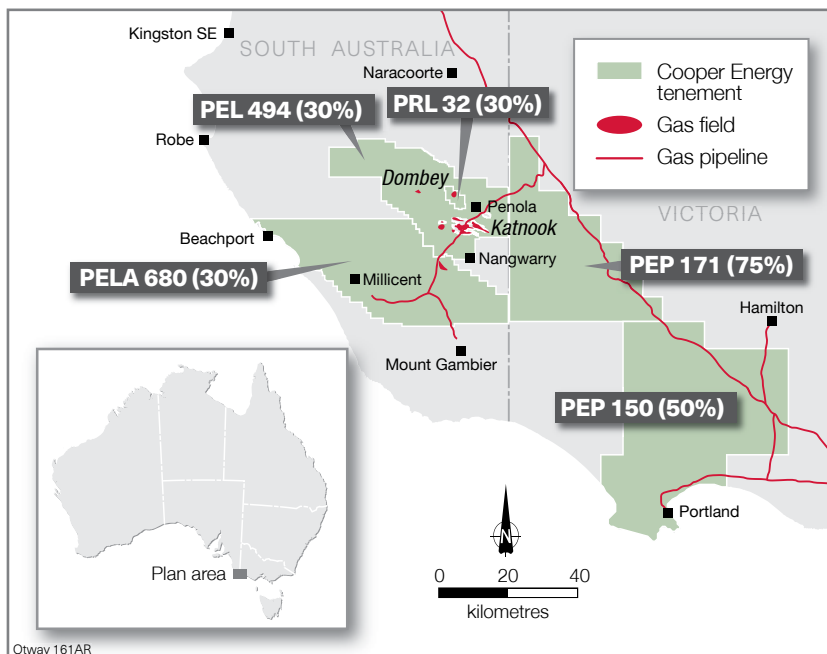 Kingston SE
SOUTH AUSTRALIA
Naracoorte
PEL 494 (30%)
PRL 32 (30%)
Robe
Dombey
Penola
Katnook
Beachport
Nangwarry
PELA 680 (30%)
Millicent
Mount Gambier
Cooper Energy
tenement
Gas field
Gas pipeline
VICTORIA
PEP 171 (75%)
Hamilton
PEP 150 (50%)
Portland
Plan area
N
0 20 40
kilometres
Otway 161AR